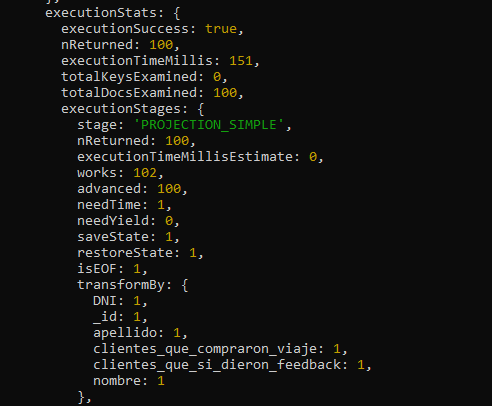 },
executionStats: {
executionSuccess: true,
nReturned: 100,
executionTimeMillis: 151,
totalKeysExamined: 0,
totalDocsExamined: 100,
executionStages: {
stage: 'PROJECTION_SIMPLE',
nReturned: 100,
executionTimeMillisEstimate: 0,
works: 102,
advanced: 100,
needTime: 1,
needYield: 0,
saveState: 1,
restoreState: 1,
isEOF: 1,
transformBy: {
DNI: 1,
_id: 1,
apellido: 1,
clientes_que_compraron_viaje: 1,
clientes_que_si_dieron_feedback: 1,
nombre: 1
},